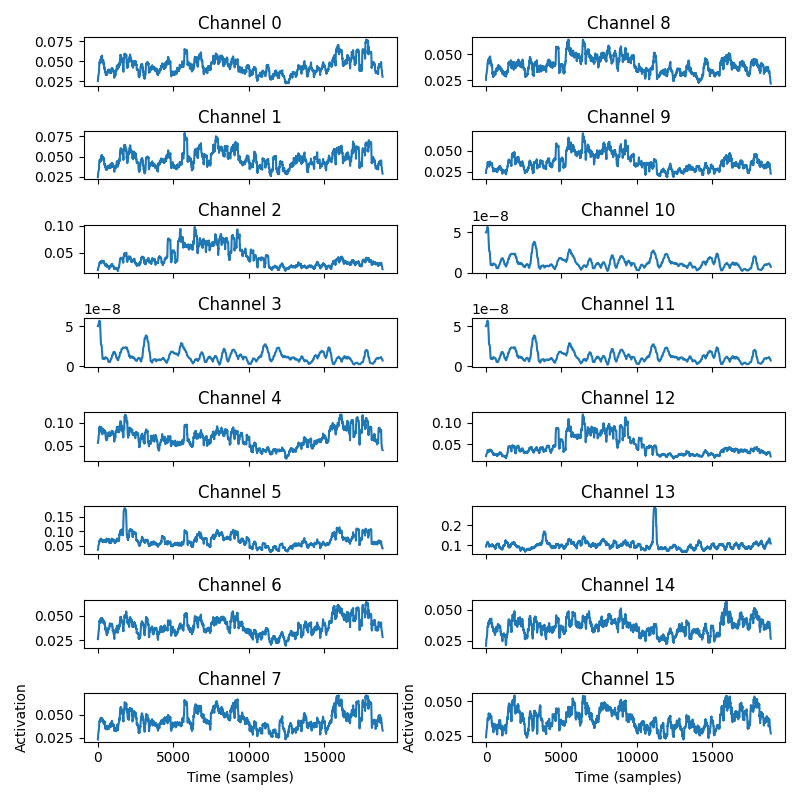 Channel 0
0.075
0.050
0.025
Channel 1
0.075
0.050
0.025
Channel 2
0.10
0.05
Channel 3
1e−8
5
0
Channel 4
0.10
0.05
Channel 5
0.15
0.10
0.05
Channel 6
0.050
0.025
Channel 7
0.050
0.025
Activation
0 5000 10000 15000
Time (samples)
Channel 8
0.050
0.025
Channel 9
0.050
0.025
Channel 10
1e−8
5
0
Channel 11
1e−8
5
0
Channel 12
0.10
0.05
Channel 13
0.2
0.1
Channel 14
0.050
0.025
Channel 15
0.050
0.025
Activation
0 5000 10000 15000
Time (samples)